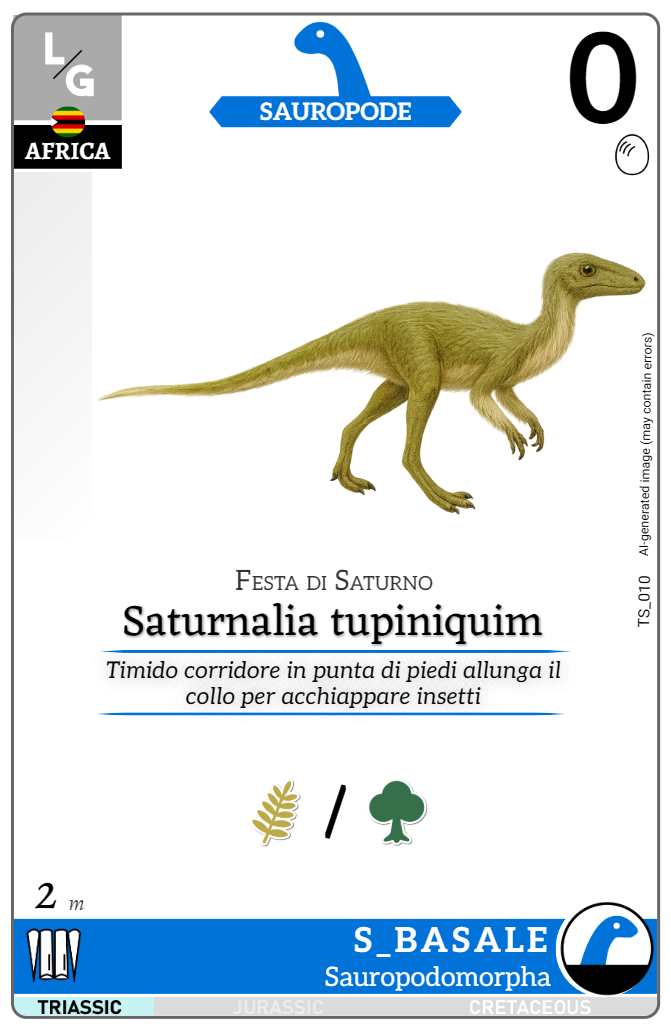 L/G
AFRICA
SAUROPODE
0
AI-generated image (may contain errors)
TS_010
Festa di Saturno
Saturnalia tupiniquim
Timido corridore in punta di piedi allunga il
collo per acchiappare insetti
/
2 m
S_BASALE
Sauropodomorpha
TRIASSIC
JURASSIC
CRETACEOUS